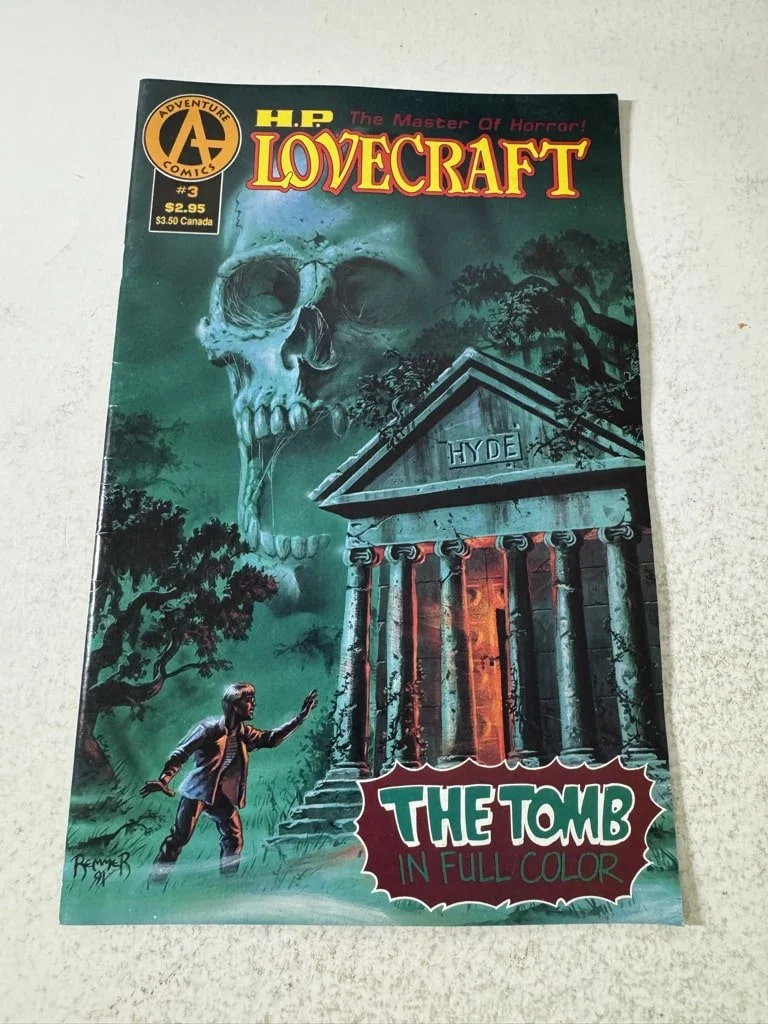 ADVENTURE
A
COMICS
#3
$2.95
$3.50 Canada
H.P. The Master Of Horror!
LOVECRAFT
HYDE
THE TOMB
IN FULL COLOR
REMMER
91